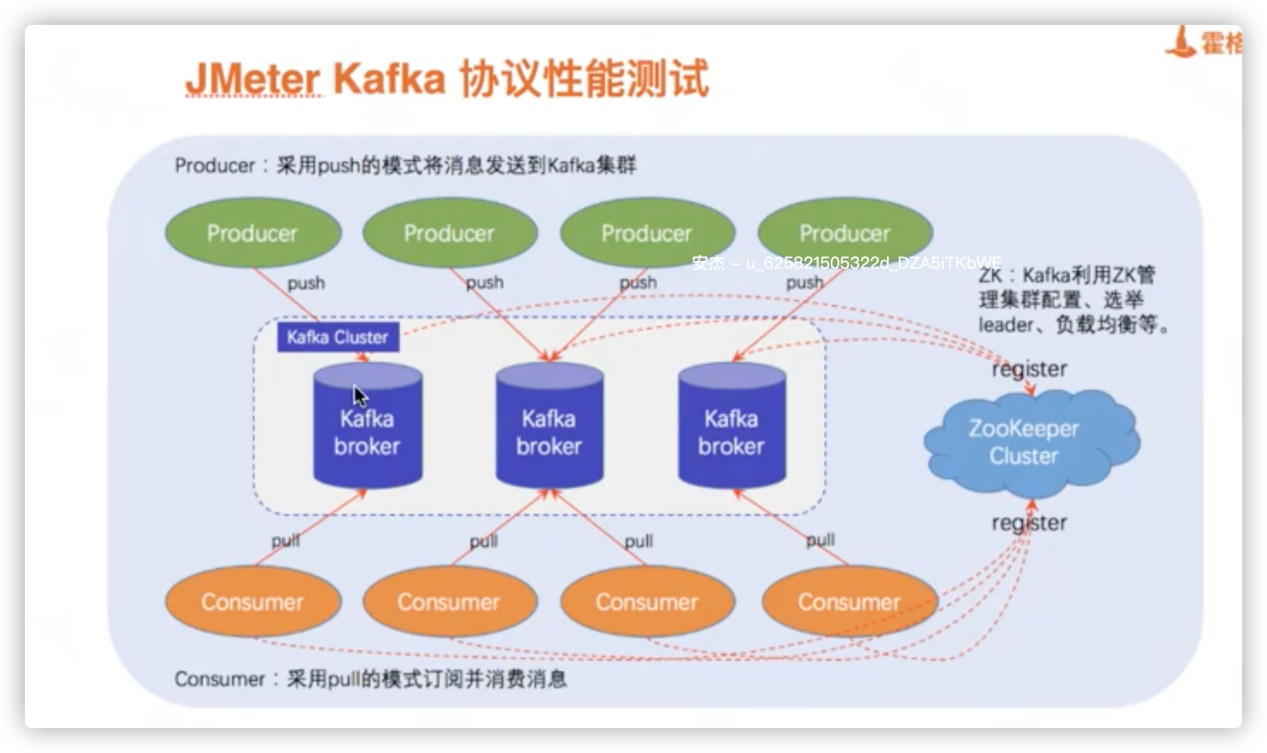 霍格
JMeter Kafka 协议性能测试
Producer：采用push的模式将消息发送到Kafka集群
Producer
Producer
Producer
Producer
安杰 – u_625821505322d_DZA5ITKbWE
push
push
push
push
ZK：Kafka利用ZK管
理集群配置、选举
leader、负载均衡等。
Kafka Cluster
register
Kafka
broker
Kafka
broker
Kafka
broker
ZooKeeper
Cluster
register
pull
pull
pull
pull
Consumer
Consumer
Consumer
Consumer
Consumer：采用pull的模式订阅并消费消息